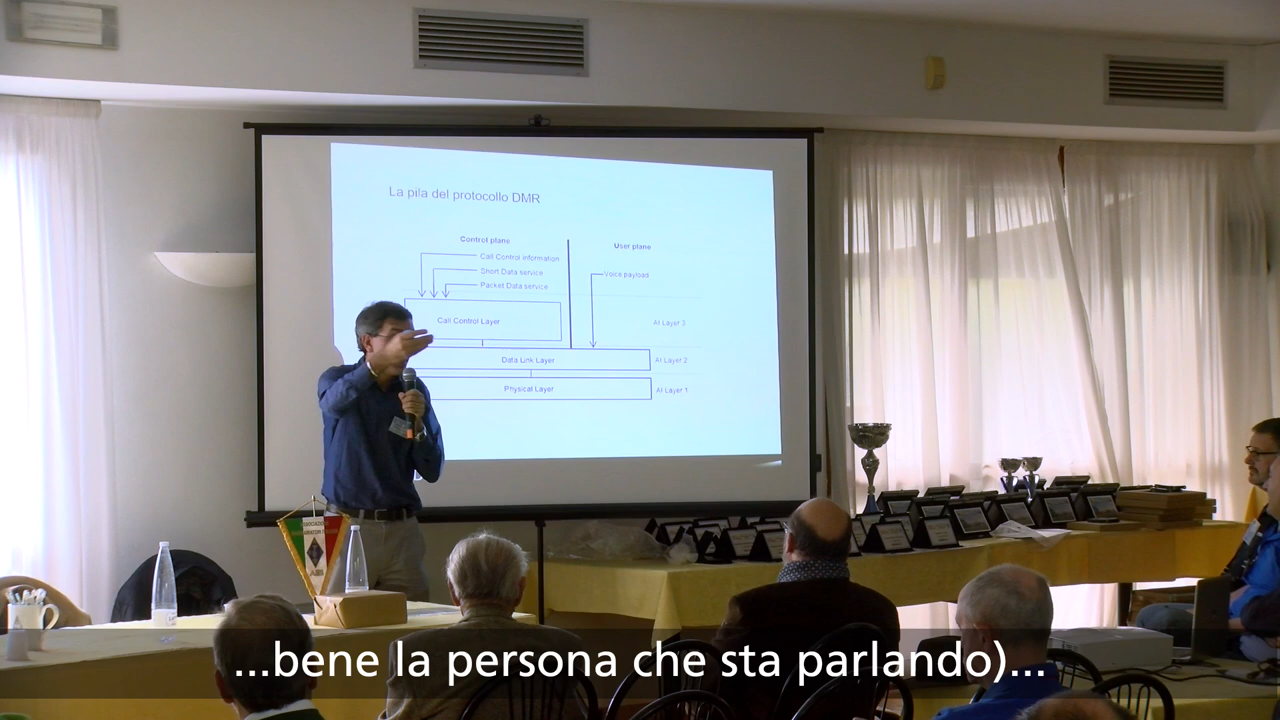 La pila del protocollo DMR
Control plane
User plane
Call Control information
Short Data service
Voice payload
Packet Data service
Call Control Layer
AI Layer 3
Data Link Layer
AI Layer 2
Physical Layer
AI Layer 1
...bene la persona che sta parlando)...